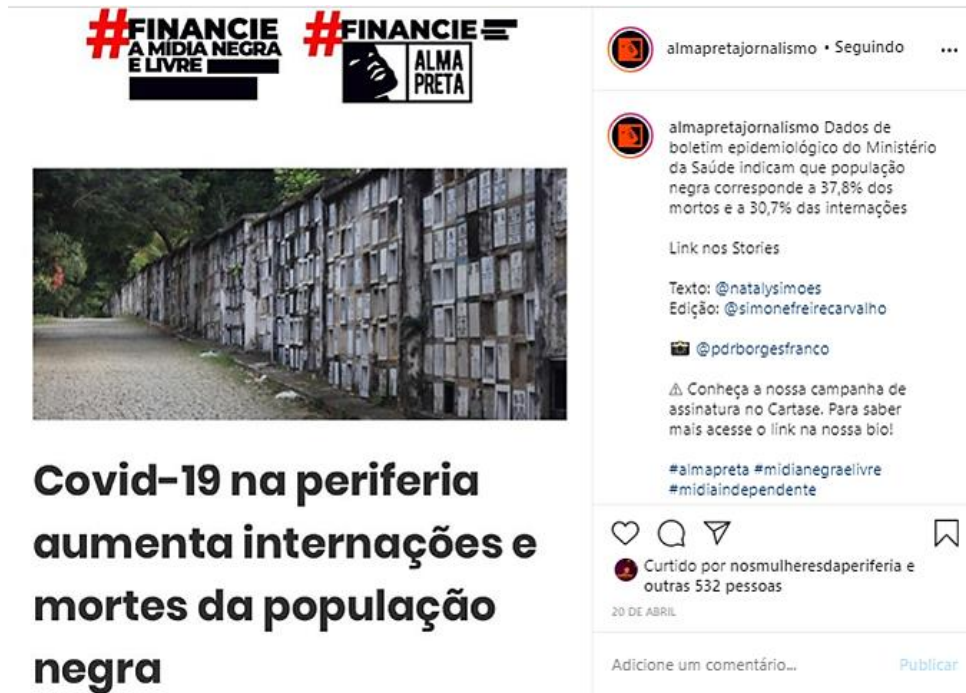 #FINANCIE
A MIDIA NEGRA
E LIVRE
#FINANCIE
ALMA
PRETA
Covid-19 na periferia
aumenta internações e
mortes da população
negra
almapretajornalismo • Seguindo ...
almapretajornalismo Dados de
boletim epidemiológico do Ministério
da Saúde indicam que população
negra corresponde a 37,8% dos
mortos e a 30,7% das internações
Link nos Stories
Texto: @natalysimoes
Edição: @simonefreirecarvalho
@pdrborgesfranco
⚠ Conheça a nossa campanha de
assinatura no Cartase. Para saber
mais acesse o link na nossa bio!
#almapreta #midianegraelivre
#midiaindependente
Curtido por nosmulheresdaperiferia e
outras 532 pessoas
20 DE ABRIL
Adicione um comentário... Publicar